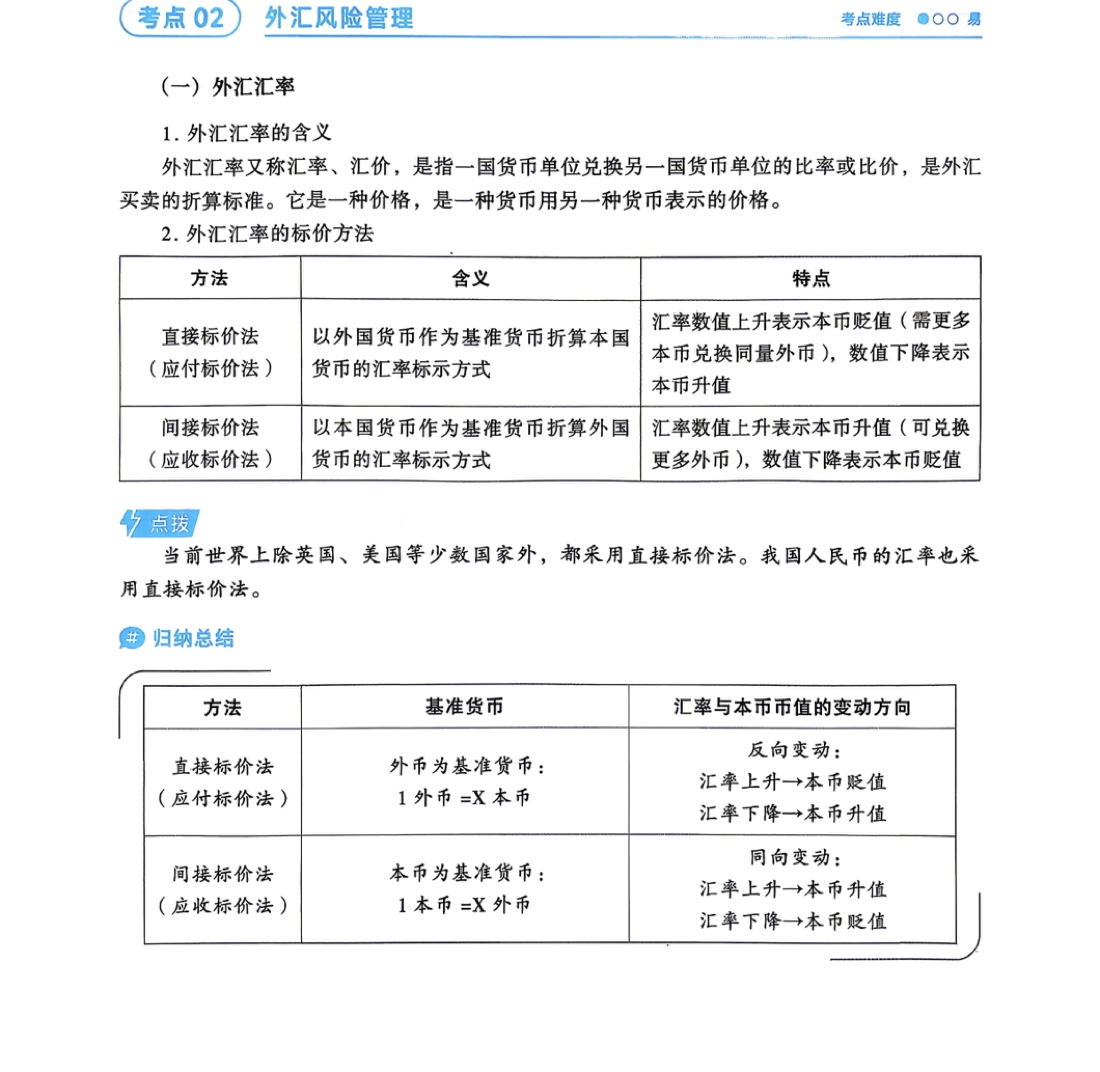 考点 02 外汇风险管理 考点难度 易
（一）外汇汇率
1. 外汇汇率的含义
外汇汇率又称汇率、汇价，是指一国货币单位兑换另一国货币单位的比率或比价，是外汇
买卖的折算标准。它是一种价格，是一种货币用另一种货币表示的价格。
2. 外汇汇率的标价方法
方法 含义 特点
直接标价法
（应付标价法）
以外国货币作为基准货币折算本国
货币的汇率标示方式
汇率数值上升表示本币贬值（需更多
本币兑换同量外币），数值下降表示
本币升值
间接标价法
（应收标价法）
以本国货币作为基准货币折算外国
货币的汇率标示方式
汇率数值上升表示本币升值（可兑换
更多外币），数值下降表示本币贬值
点拨
当前世界上除英国、美国等少数国家外，都采用直接标价法。我国人民币的汇率也采
用直接标价法。
# 归纳总结
方法 基准货币 汇率与本币币值的变动方向
直接标价法
（应付标价法）
外币为基准货币：
1 外币 =X 本币
反向变动：
汇率上升→本币贬值
汇率下降→本币升值
间接标价法
（应收标价法）
本币为基准货币：
1 本币 =X 外币
同向变动：
汇率上升→本币升值
汇率下降→本币贬值